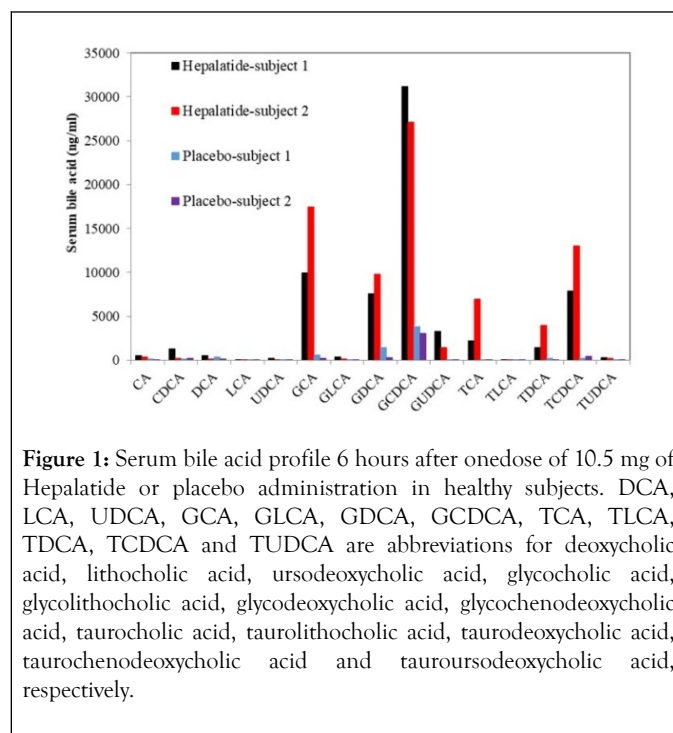 35000
30000
25000
20000
15000
10000
5000
0
Serum bile acid (ng/ml)
Hepalatide-subject 1
Hepalatide-subject 2
Placebo-subject 1
Placebo-subject 2
CA CDCA DCA LCA UDCA GCA GLCA GDCA GCDCA GUDCA TCA TLCA TDCA TCDCA TUDCA
Figure 1: Serum bile acid profile 6 hours after onedose of 10.5 mg of
Hepalatide or placebo administration in healthy subjects. DCA,
LCA, UDCA, GCA, GLCA, GDCA, GCDCA, TCA, TLCA,
TDCA, TCDCA and TUDCA are abbreviations for deoxycholic
acid, lithocholic acid, ursodeoxycholic acid, glycocholic acid,
glycolithocholic acid, glycodeoxycholic acid, glycochenodeoxycholic
acid, taurocholic acid, taurolithocholic acid, taurodeoxycholic acid,
taurochenodeoxycholic acid and tauroursodeoxycholic acid,
respectively.